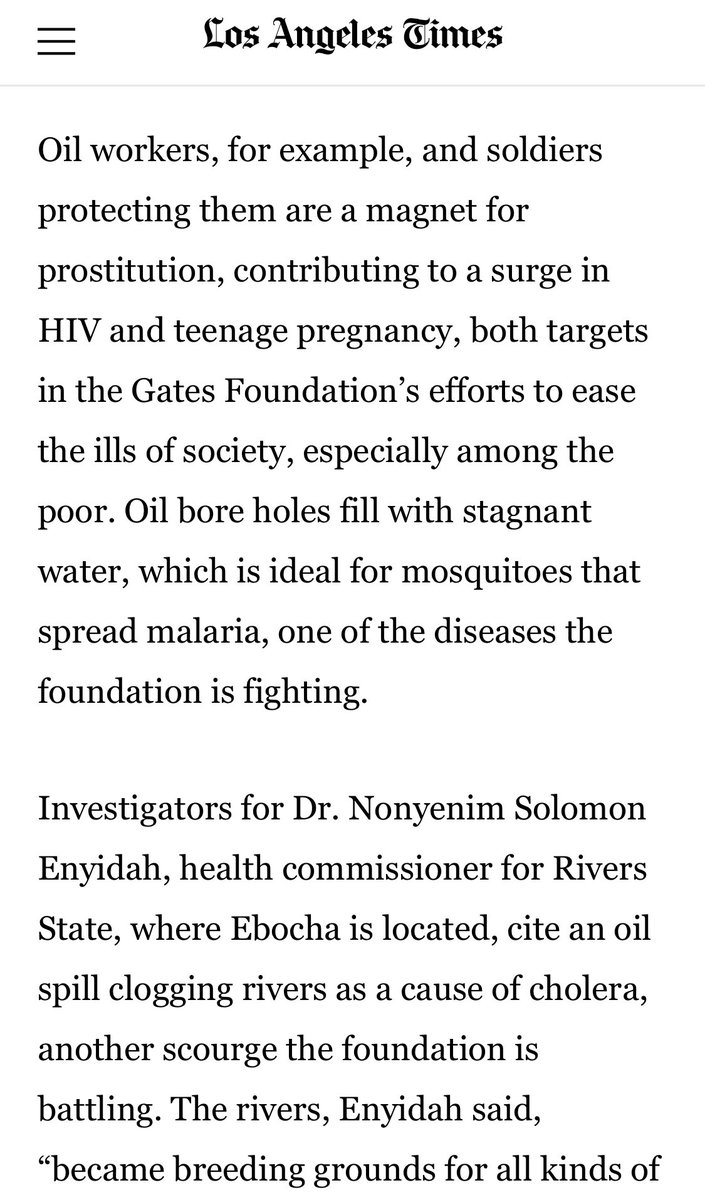 Los Angeles Times
Oil workers, for example, and soldiers
protecting them are a magnet for
prostitution, contributing to a surge in
HIV and teenage pregnancy, both targets
in the Gates Foundation’s efforts to ease
the ills of society, especially among the
poor. Oil bore holes fill with stagnant
water, which is ideal for mosquitoes that
spread malaria, one of the diseases the
foundation is fighting.
Investigators for Dr. Nonyenim Solomon
Enyidah, health commissioner for Rivers
State, where Ebocha is located, cite an oil
spill clogging rivers as a cause of cholera,
another scourge the foundation is
battling. The rivers, Enyidah said,
“became breeding grounds for all kinds of